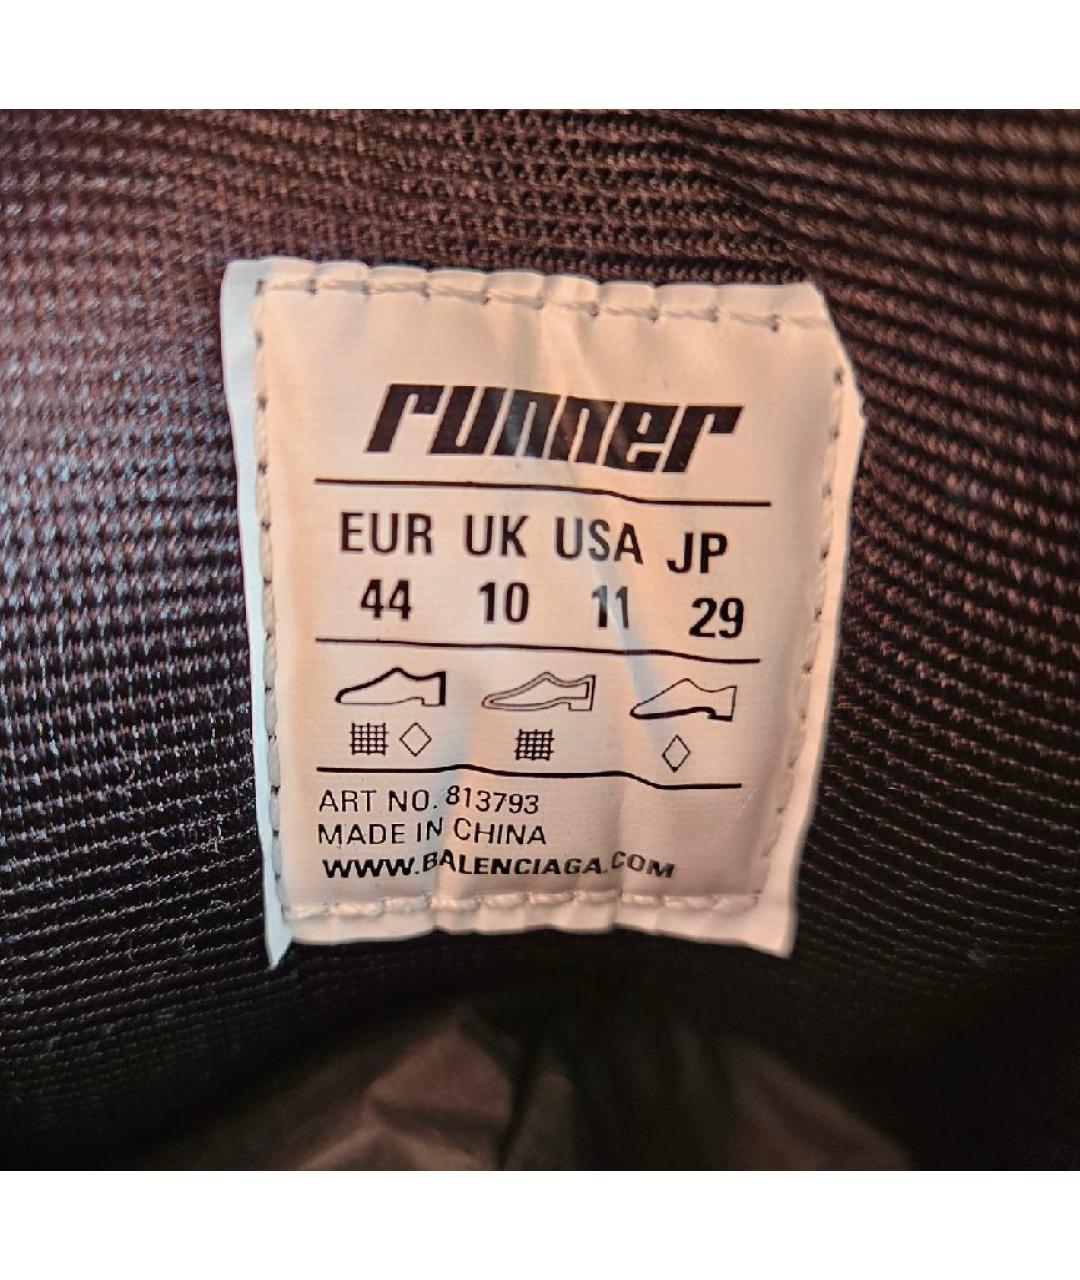 runner
EUR UK USA JP
44 10 11 29
ART NO. 813793
MADE IN CHINA
WWW.BALENCIAGA.COM